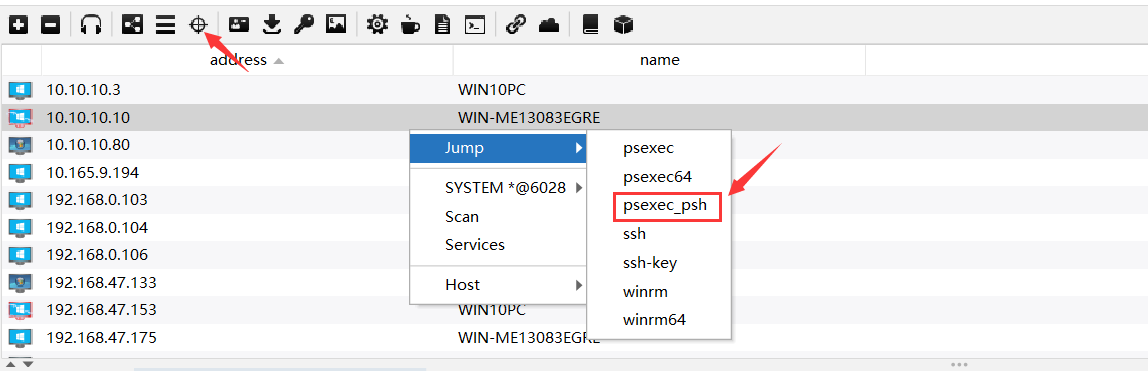 address name
10.10.10.3 WIN10PC
10.10.10.10 WIN-ME13083EGRE
10.10.10.80
10.165.9.194
192.168.0.103
192.168.0.104
192.168.0.106
192.168.47.133
192.168.47.153 WIN10PC
192.168.47.175 WIN-ME13083EGRE
Jump
SYSTEM *@6028
Scan
Services
Host
psexec
psexec64
psexec_psh
ssh
ssh-key
winrm
winrm64